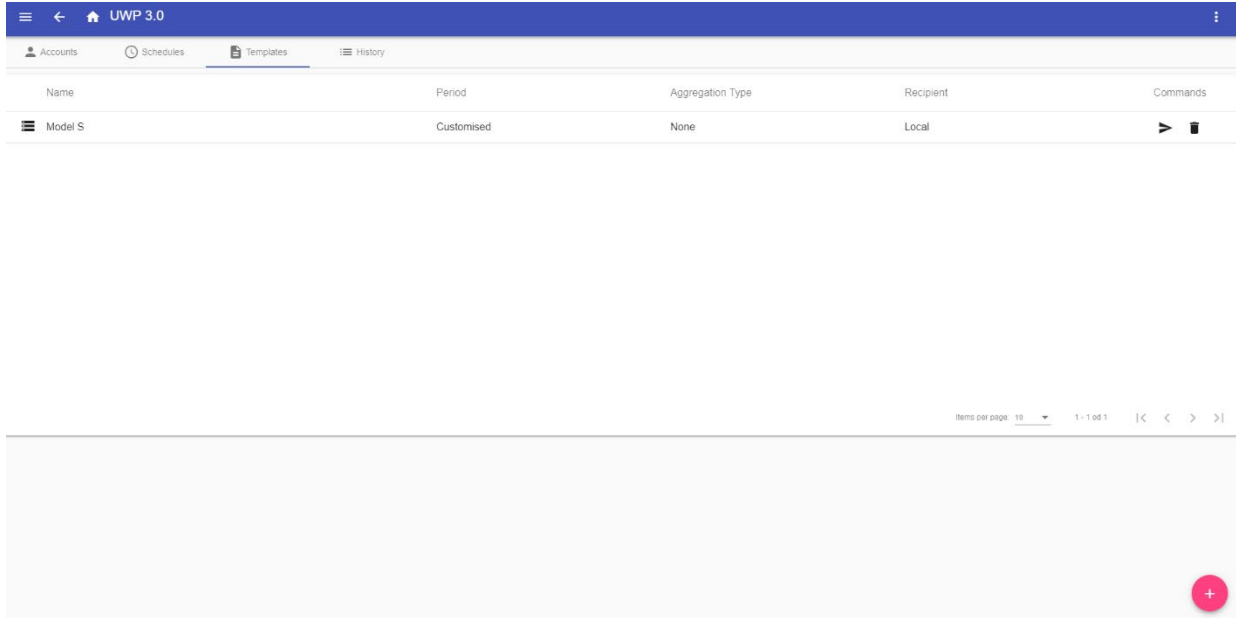 UWP 3.0
Accounts Schedules Templates History
Name Period Aggregation Type Recipient Commands
Model S Customised None Local
Items per page: 10 1 - 1 od 1